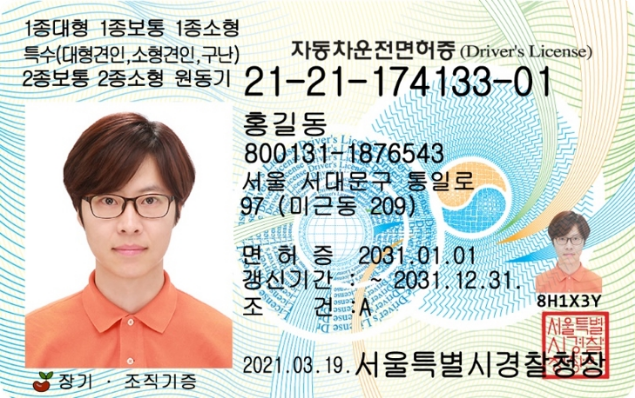 1종대형 1종보통 1종소형
특수(대형견인,소형견인,구난)
2종보통 2종소형 원동기
자동차운전면허증 (Driver's License)
21-21-174133-01
홍길동
800131-1876543
서울 서대문구 통일로
97 (미근동 209)
면 허 증 2031.01.01
갱신기간 : 2031.12.31.
조 건 :A
8H1X3Y
2021.03.19. 서울특별시경찰청장
장기 · 조직기증
서울특별
시경찰